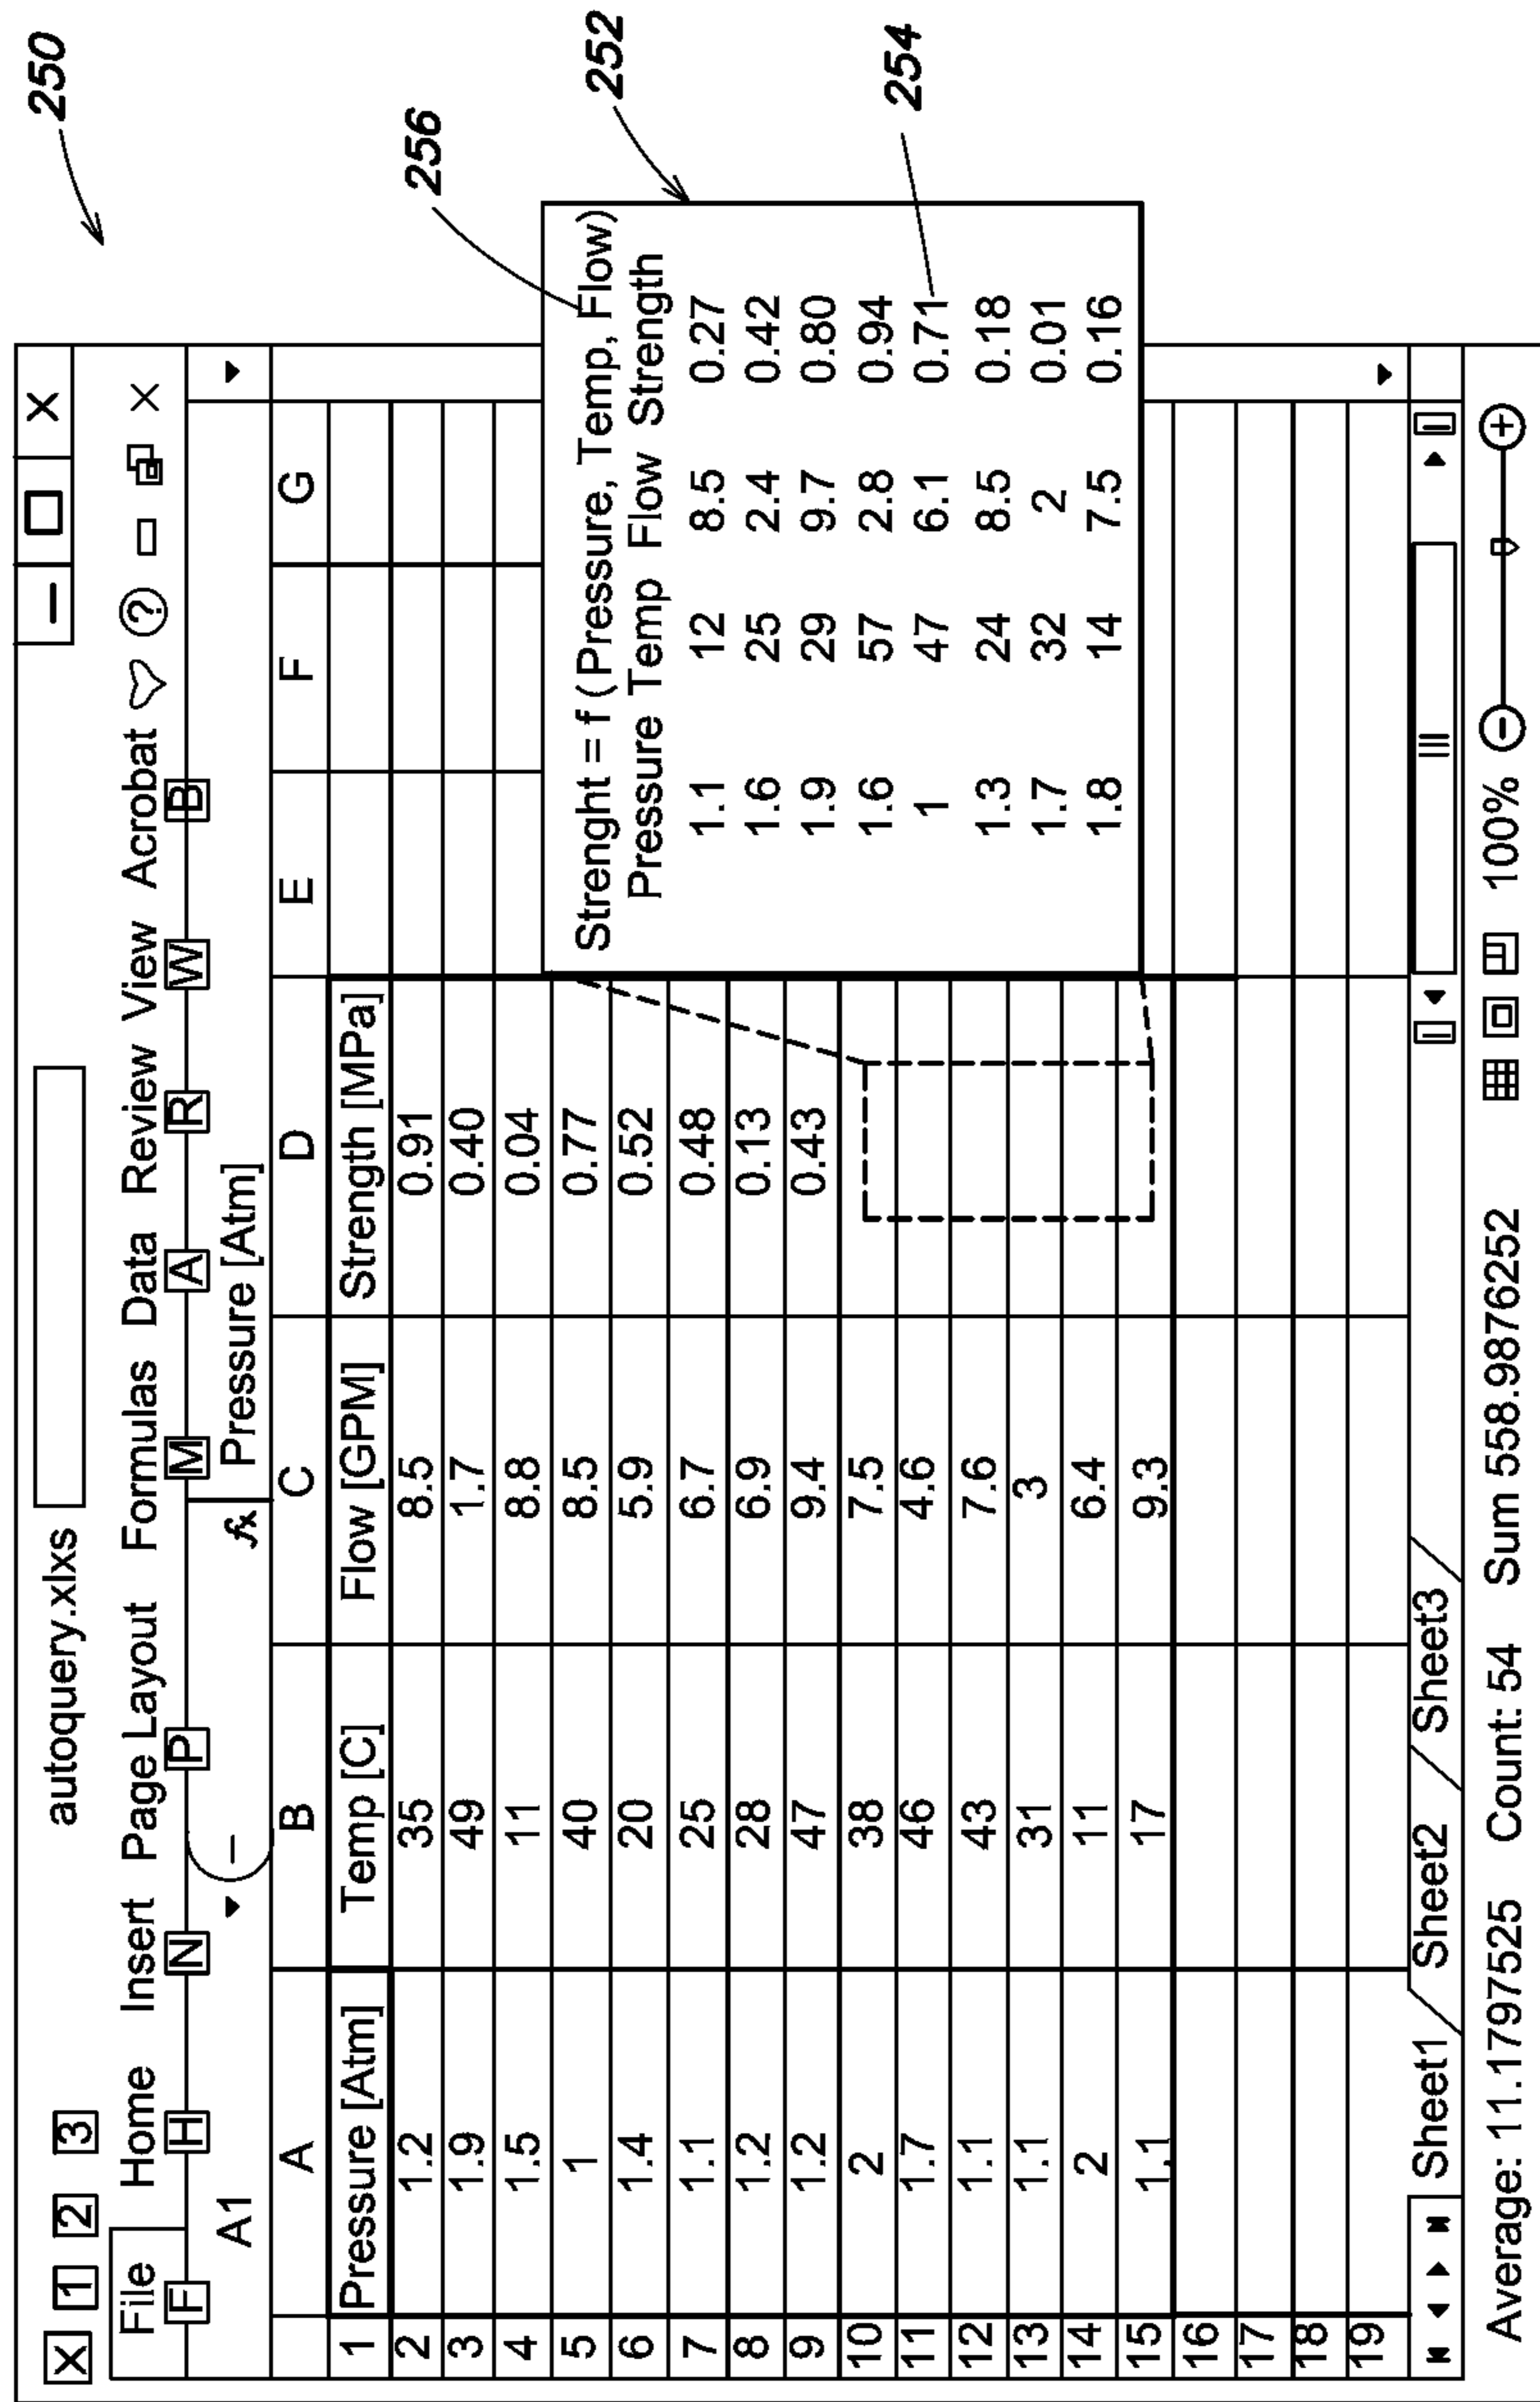 250
autoquery.xlxs
X 1 2 3
File Home Insert Page Layout Formulas Data Review View Acrobat ?
F H N P M A R W B
A1 fx Pressure [Atm]
A B C D E F G
1 Pressure [Atm] Temp [C] Flow [GPM] Strength [MPa]
2 1.2 35 8.5 0.91
3 1.9 49 1.7 0.40
4 1.5 11 8.8 0.04
5 1 40 8.5 0.77
6 1.4 20 5.9 0.52
7 1.1 25 6.7 0.48
8 1.2 28 6.9 0.13
9 1.2 47 9.4 0.43
10 2 38 7.5
11 1.7 46 4.6
12 1.1 43 7.6
13 1.1 31 3
14 2 11 6.4
15 1.1 17 9.3
16
17
18
19
256
252
254
Strenght = f (Pressure, Temp, Flow)
Pressure Temp Flow Strength
1.1 12 8.5 0.27
1.6 25 2.4 0.42
1.9 29 9.7 0.80
1.6 57 2.8 0.94
1 47 6.1 0.71
1.3 24 8.5 0.18
1.7 32 2 0.01
1.8 14 7.5 0.16
Sheet1 Sheet2 Sheet3
Average: 11.1797525 Count: 54 Sum 558.9876252 100%